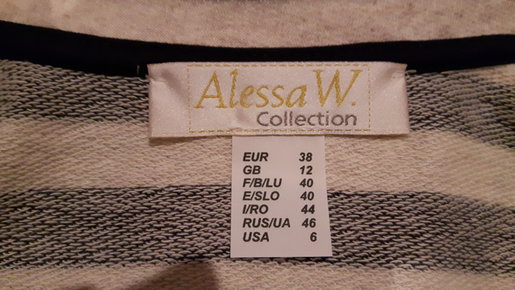 Alessa W.
Collection
EUR 38
GB 12
F/B/LU 40
E/SLO 40
I/RO 44
RUS/UA 46
USA 6